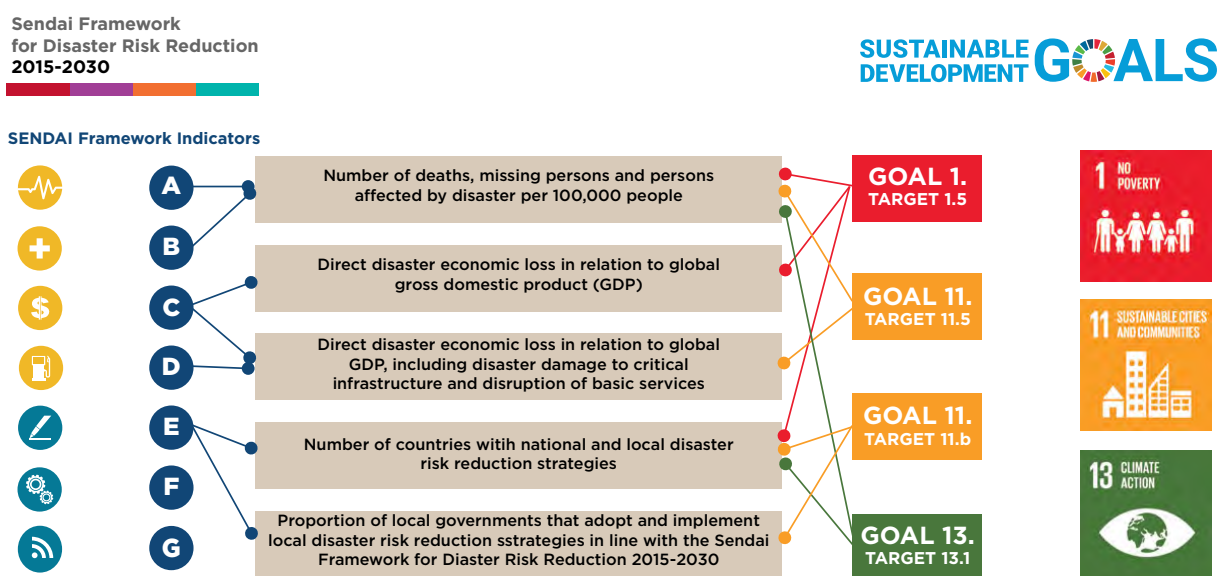 Sendai Framework
for Disaster Risk Reduction
2015-2030
SUSTAINABLE
DEVELOPMENT
GOALS
SENDAI Framework Indicators
A
B
C
D
E
F
G
$
Number of deaths, missing persons and persons
affected by disaster per 100,000 people
Direct disaster economic loss in relation to global
gross domestic product (GDP)
Direct disaster economic loss in relation to global
GDP, including disaster damage to critical
infrastructure and disruption of basic services
Number of countries witih national and local disaster
risk reduction strategies
Proportion of local governments that adopt and implement
local disaster risk reduction sstrategies in line with the Sendai
Framework for Diaster Risk Reduction 2015-2030
GOAL 1.
TARGET 1.5
GOAL 11.
TARGET 11.5
GOAL 11.
TARGET 11.b
GOAL 13.
TARGET 13.1
1 NO
POVERTY
11 SUSTAINABLE CITIES
AND COMMUNITIES
13 CLIMATE
ACTION